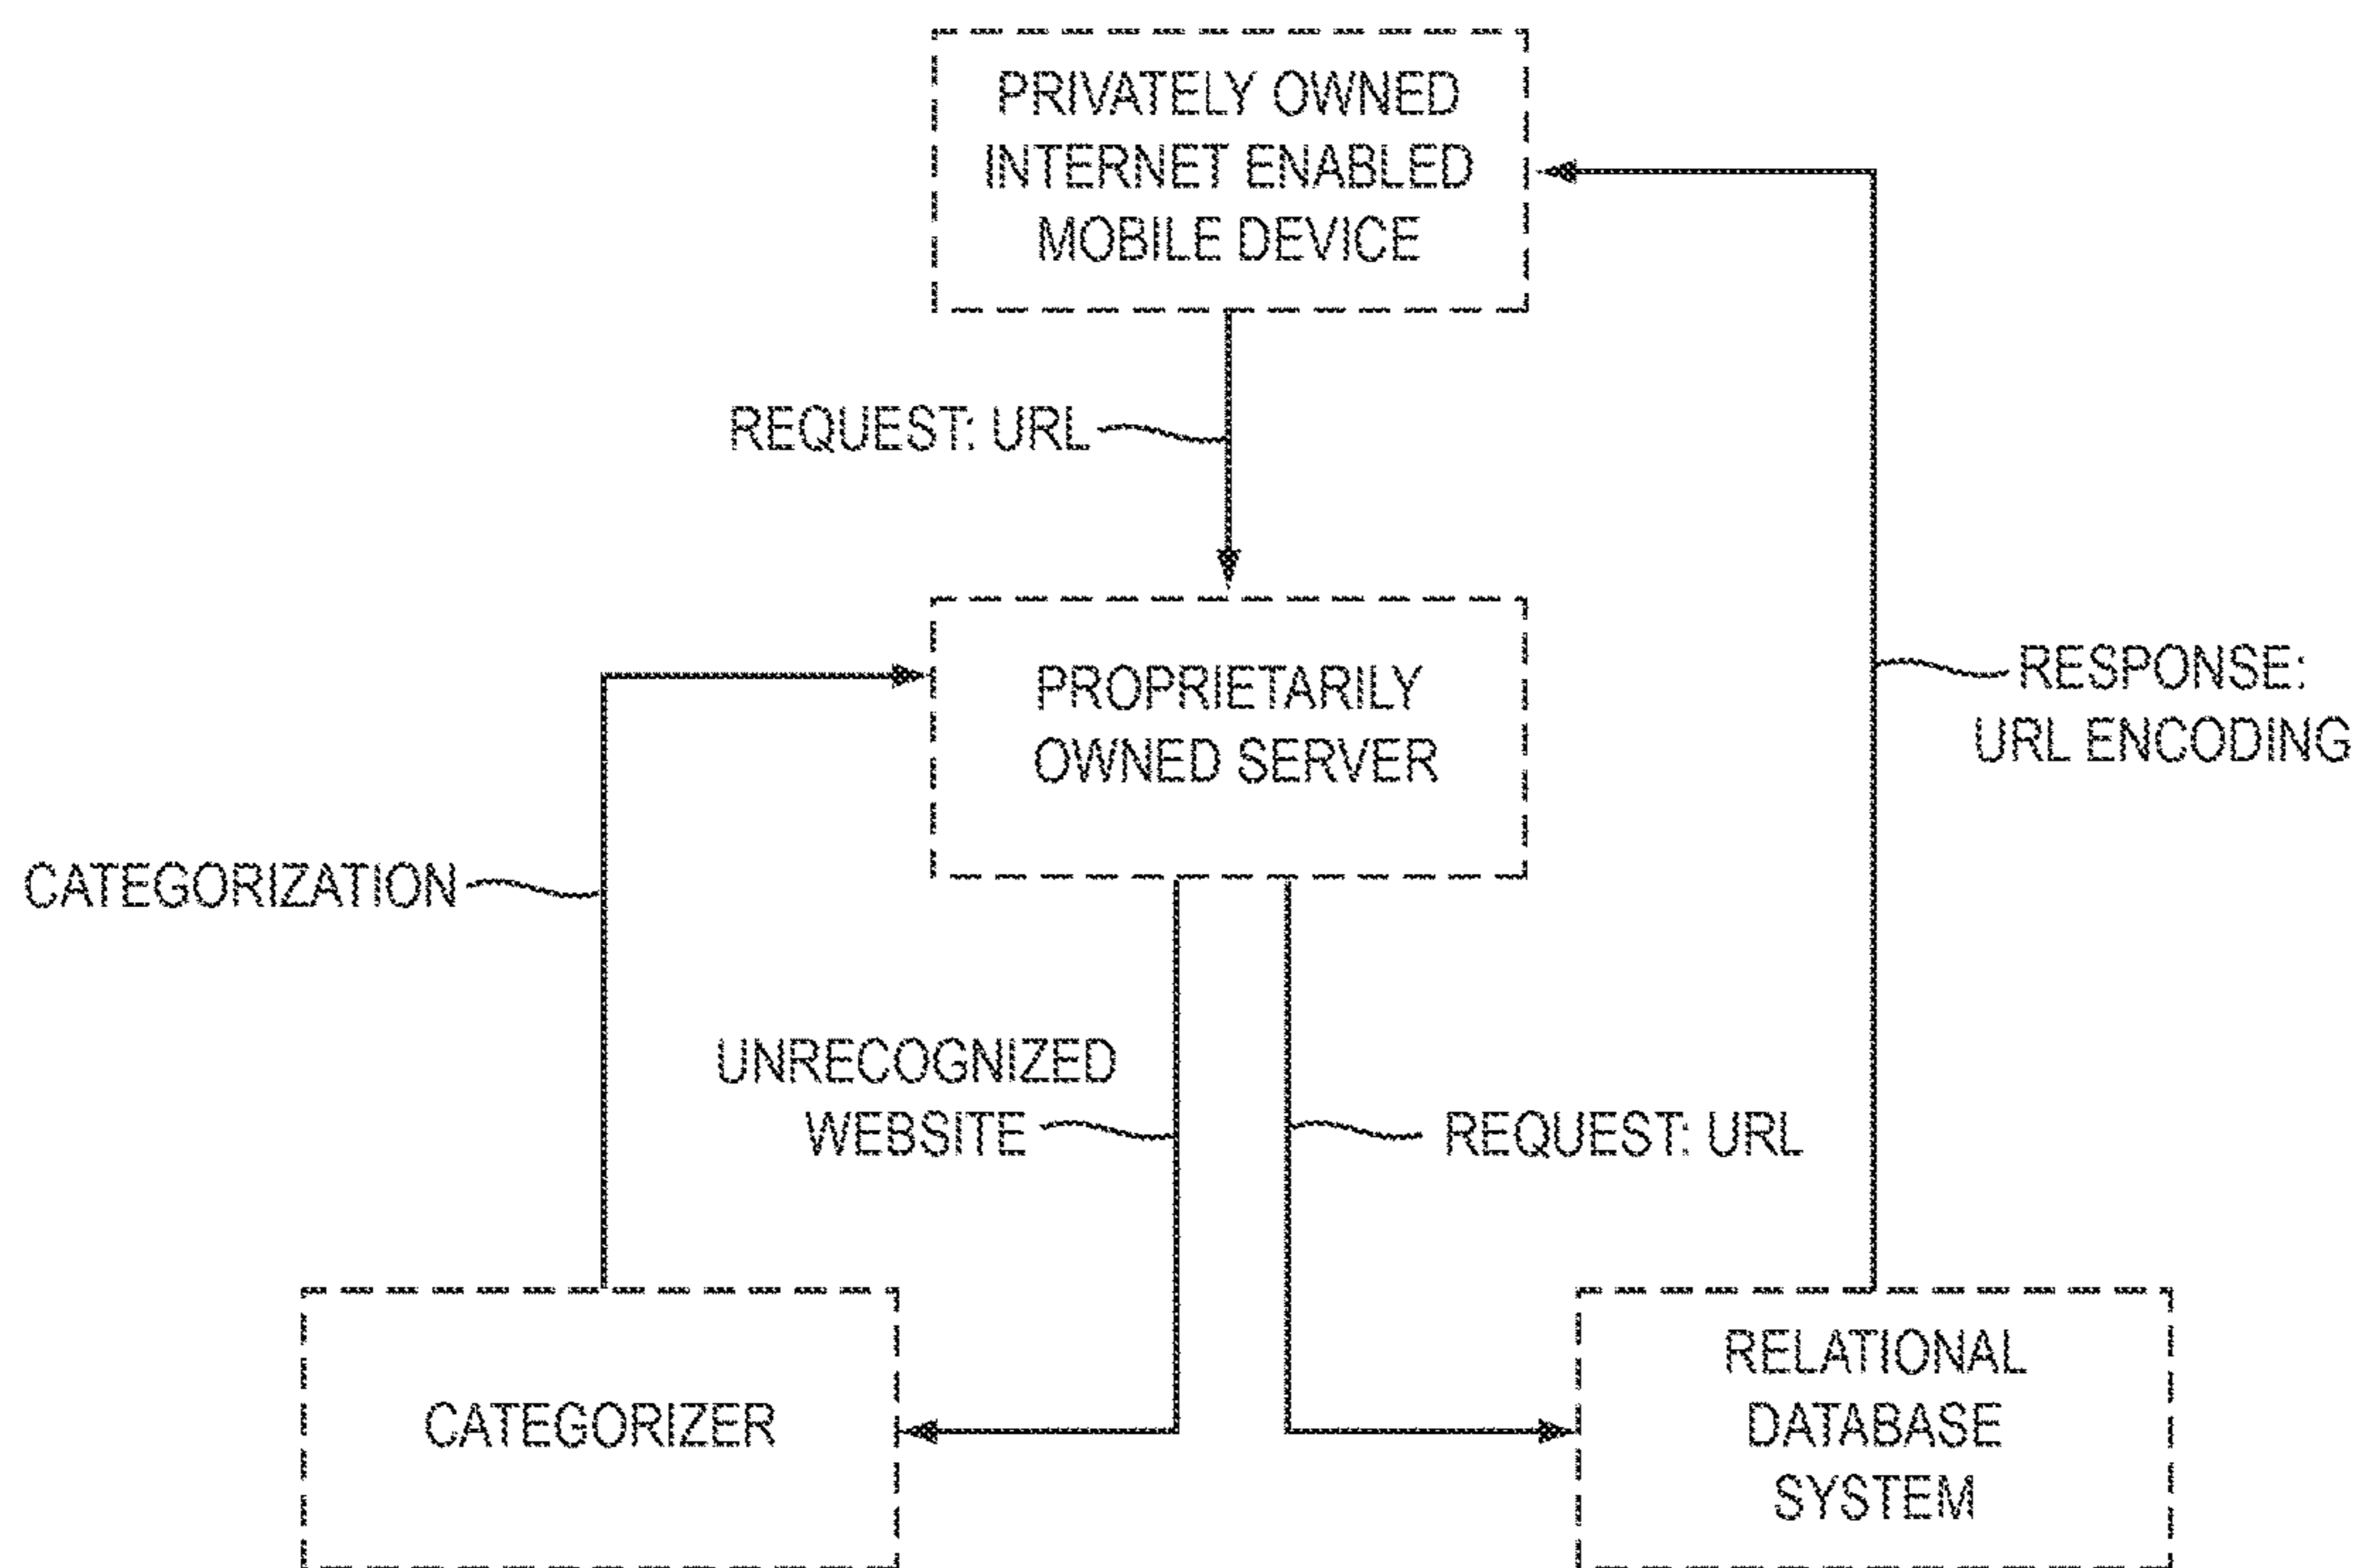 PRIVATELY OWNED
INTERNET ENABLED
MOBILE DEVICE
REQUEST: URL
PROPRIETARILY
OWNED SERVER
RESPONSE:
URL ENCODING
CATEGORIZATION
UNRECOGNIZED
WEBSITE
REQUEST: URL
CATEGORIZER
RELATIONAL
DATABASE
SYSTEM